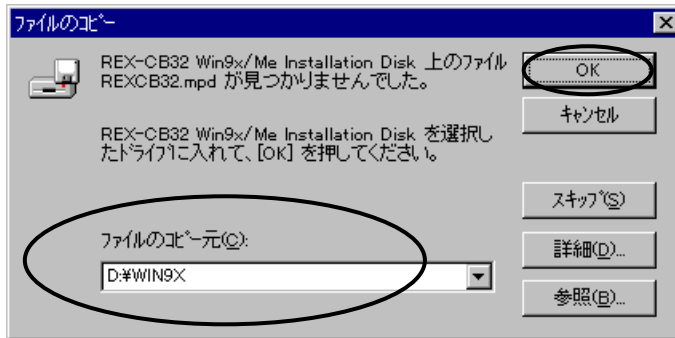 ファイルのコピー
REX-CB32 Win9x/Me Installation Disk 上のファイル
REXCB32.mpd が見つかりませんでした。
REX-CB32 Win9x/Me Installation Disk を選択し
たドライブに入れて、[OK] を押してください。
ファイルのコピー元(C):
D:¥WIN9X
OK
キャンセル
スキップ(S)
詳細(D)...
参照(B)...